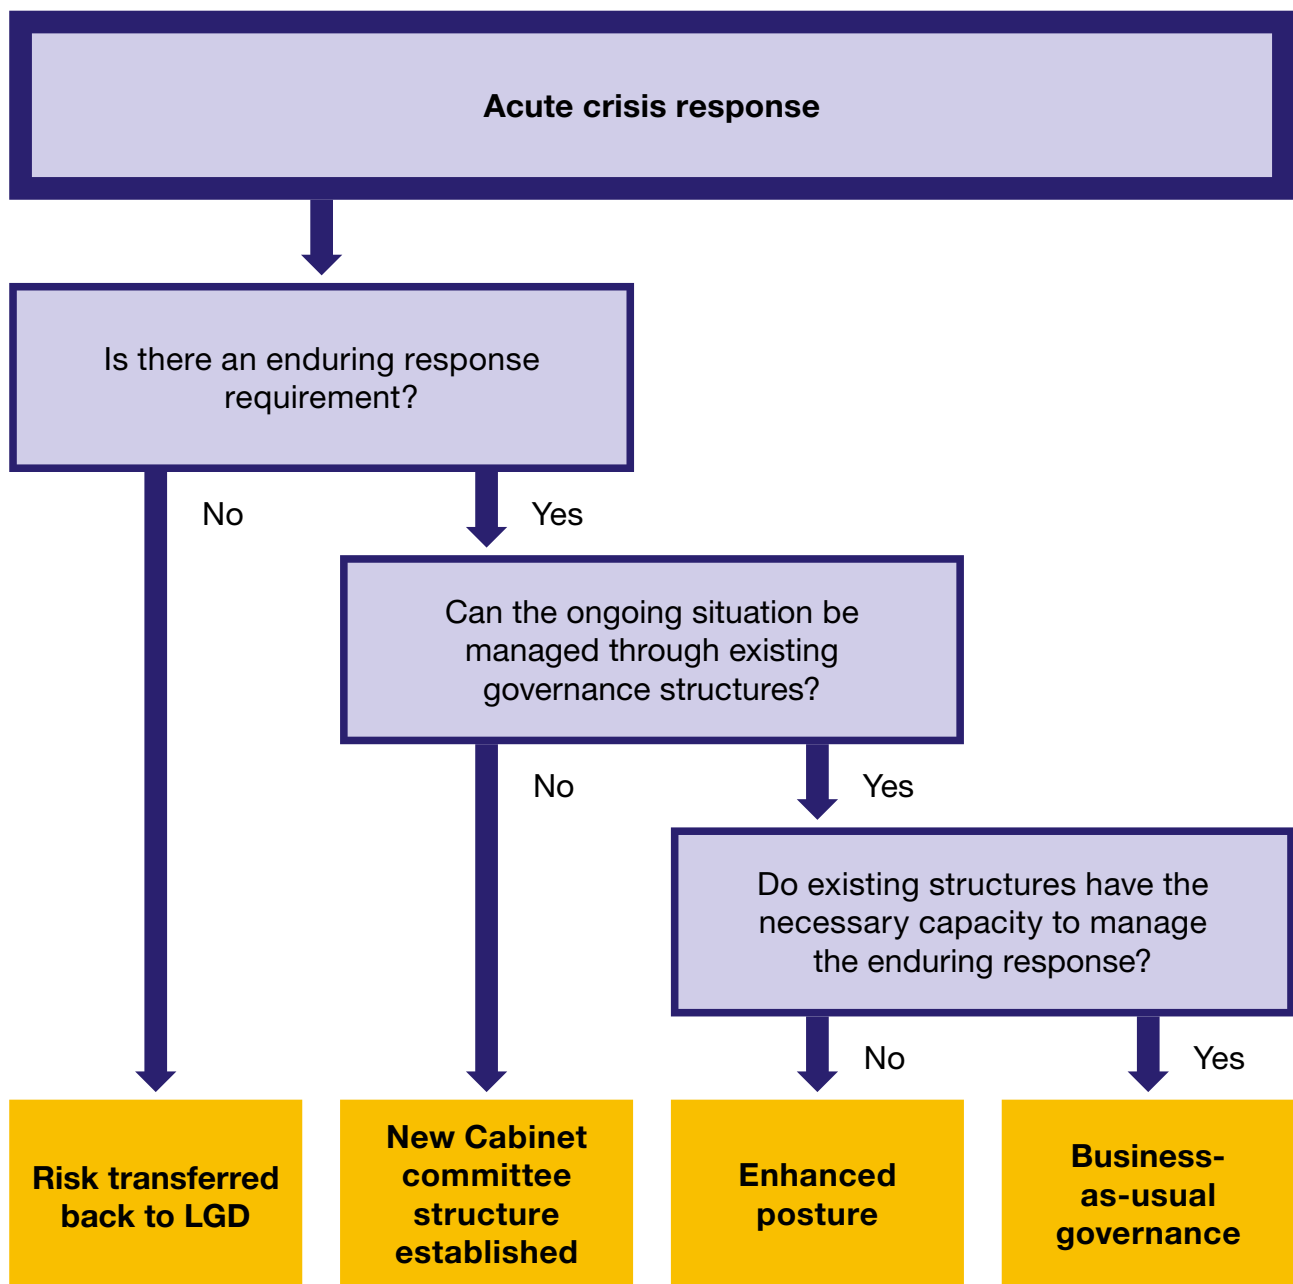 Acute crisis response
Is there an enduring response
requirement?
No
Yes
Can the ongoing situation be
managed through existing
governance structures?
No
Yes
Do existing structures have the
necessary capacity to manage
the enduring response?
No
Yes
Risk transferred
back to LGD
New Cabinet
committee
structure
established
Enhanced
posture
Business-
as-usual
governance